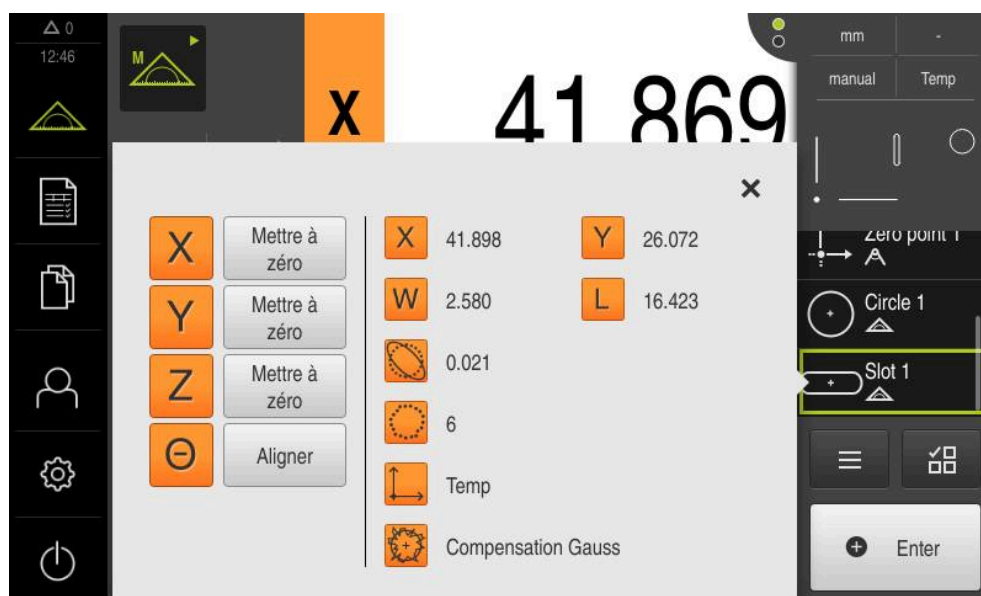 0
12:46
M
X
41.869
mm
-
manual
Temp
X
Mettre à
zéro
Y
Mettre à
zéro
Z
Mettre à
zéro
Θ
Aligner
X 41.898 Y 26.072
W 2.580 L 16.423
0.021
6
Temp
Compensation Gauss
Zero point 1
Circle 1
Slot 1
Enter